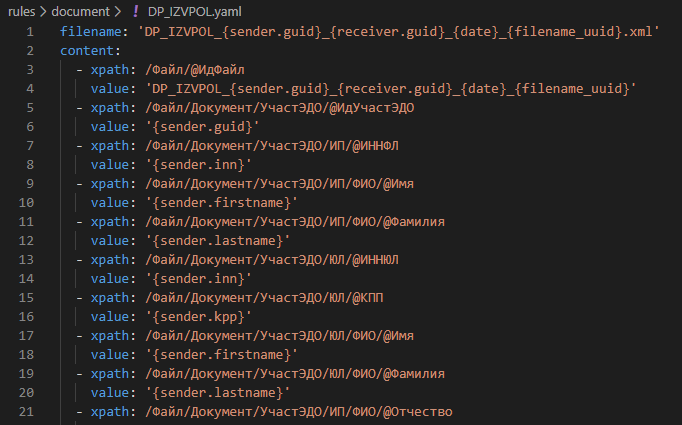 rules > document > ! DP_IZVPOL.yaml
1 filename: 'DP_IZVPOL_{sender.guid}_{receiver.guid}_{date}_{filename_uuid}.xml'
2 content:
3 - xpath: /Файл/@ИдФайл
4 value: 'DP_IZVPOL_{sender.guid}_{receiver.guid}_{date}_{filename_uuid}'
5 - xpath: /Файл/Документ/УчастЭДО/@ИдУчастЭДО
6 value: '{sender.guid}'
7 - xpath: /Файл/Документ/УчастЭДО/ИП/@ИННФЛ
8 value: '{sender.inn}'
9 - xpath: /Файл/Документ/УчастЭДО/ИП/ФИО/@Имя
10 value: '{sender.firstname}'
11 - xpath: /Файл/Документ/УчастЭДО/ИП/ФИО/@Фамилия
12 value: '{sender.lastname}'
13 - xpath: /Файл/Документ/УчастЭДО/ЮЛ/@ИННЮЛ
14 value: '{sender.inn}'
15 - xpath: /Файл/Документ/УчастЭДО/ЮЛ/@КПП
16 value: '{sender.kpp}'
17 - xpath: /Файл/Документ/УчастЭДО/ЮЛ/ФИО/@Имя
18 value: '{sender.firstname}'
19 - xpath: /Файл/Документ/УчастЭДО/ЮЛ/ФИО/@Фамилия
20 value: '{sender.lastname}'
21 - xpath: /Файл/Документ/УчастЭДО/ИП/ФИО/@Отчество